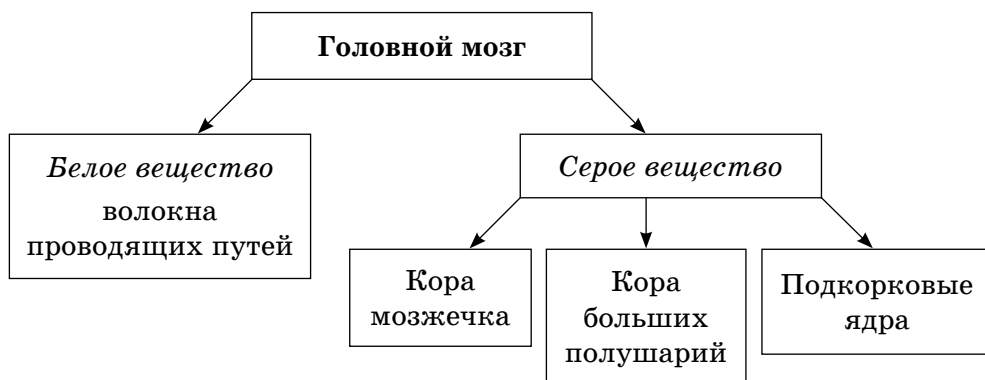 Головной мозг
Белое вещество
волокна
проводящих путей
Серое вещество
Кора
мозжечка
Кора
больших
полушарий
Подкорковые
ядра